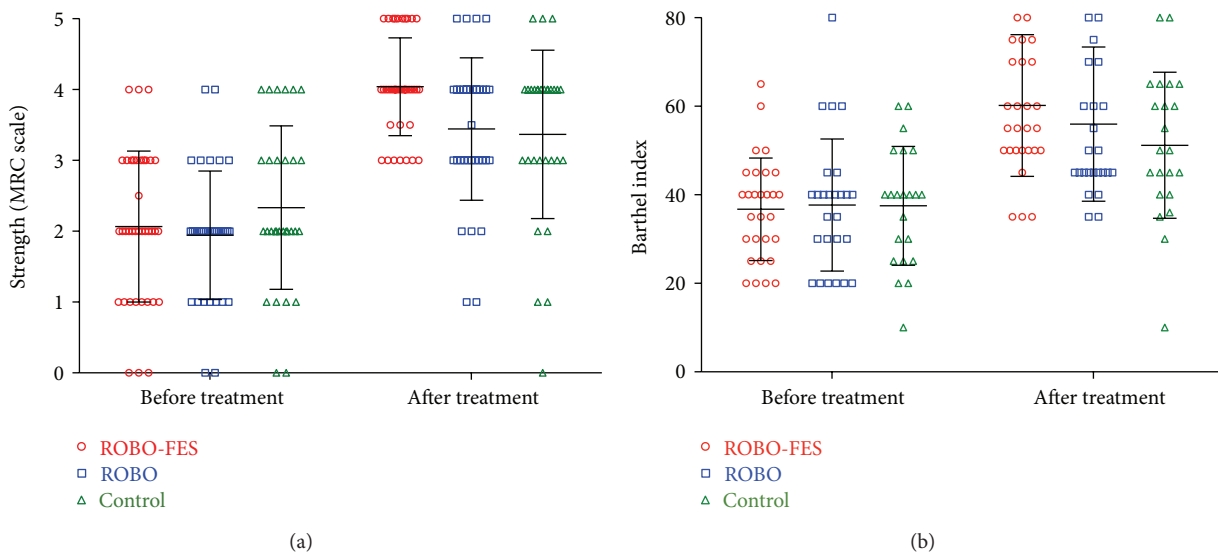 Strength (MRC scale)
5
4
3
2
1
0
Before treatment
After treatment
ROBO-FES
ROBO
Control
(a)
Barthel index
80
60
40
20
0
Before treatment
After treatment
ROBO-FES
ROBO
Control
(b)